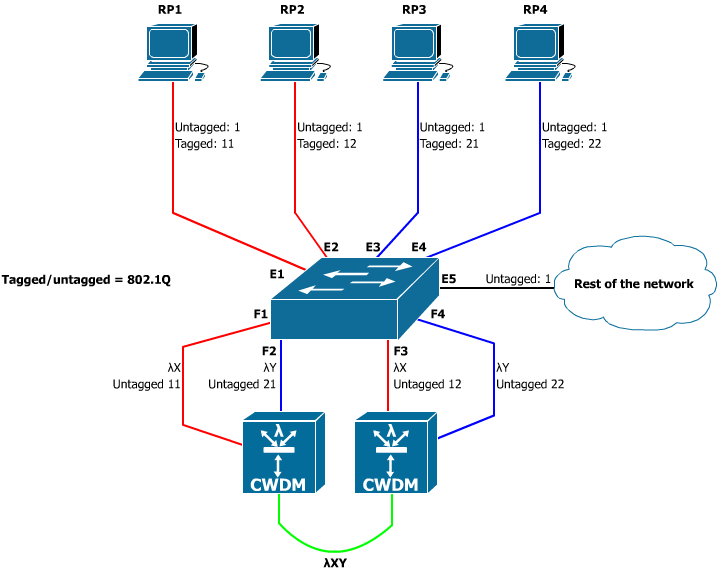 RP1
RP2
RP3
RP4
Untagged: 1
Tagged: 11
Untagged: 1
Tagged: 12
Untagged: 1
Tagged: 21
Untagged: 1
Tagged: 22
E1
E2
E3
E4
Tagged/untagged = 802.1Q
E5
Untagged: 1
Rest of the network
F1
F2
F3
F4
λX
Untagged 11
λY
Untagged 21
λX
Untagged 12
λY
Untagged 22
λ
CWDM
λ
CWDM
λXY